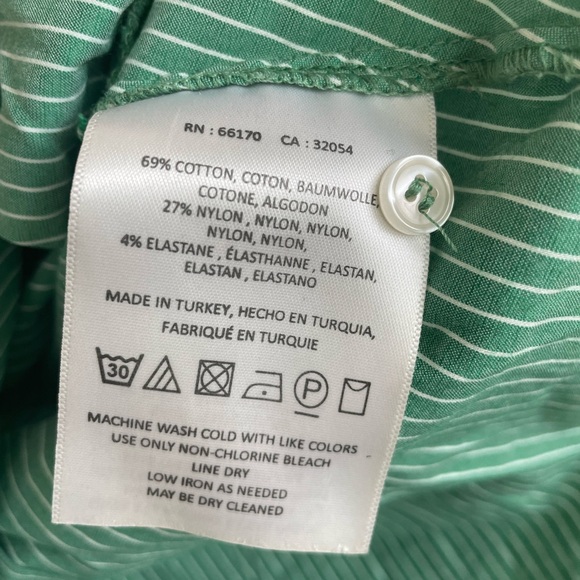 RN : 66170 CA : 32054
69% COTTON, COTON, BAUMWOLLE,
COTONE, ALGODON
27% NYLON , NYLON, NYLON,
NYLON, NYLON,
4% ELASTANE , ÉLASTHANNE , ELASTAN,
ELASTAN , ELASTANO
MADE IN TURKEY, HECHO EN TURQUIA,
FABRIQUÉ EN TURQUIE
30 P
MACHINE WASH COLD WITH LIKE COLORS
USE ONLY NON-CHLORINE BLEACH
LINE DRY
LOW IRON AS NEEDED
MAY BE DRY CLEANED